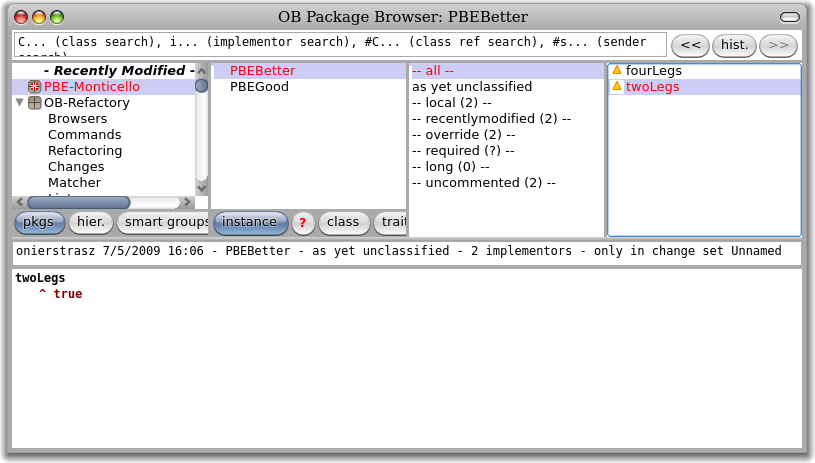 OB Package Browser: PBEBetter
C... (class search), i... (implementor search), #C... (class ref search), #s... (sender
search)
<< hist. >>
- Recently Modified -
PBE-Monticello
OB-Refactory
Browsers
Commands
Refactoring
Changes
Matcher
PBEBetter
PBEGood
-- all --
as yet unclassified
-- local (2) --
-- recentlymodified (2) --
-- override (2) --
-- required (?) --
-- long (0) --
-- uncommented (2) --
fourLegs
twoLegs
pkgs hier. smart groups instance ? class trait
onierstrasz 7/5/2009 16:06 - PBEBetter - as yet unclassified - 2 implementors - only in change set Unnamed
twoLegs
^ true